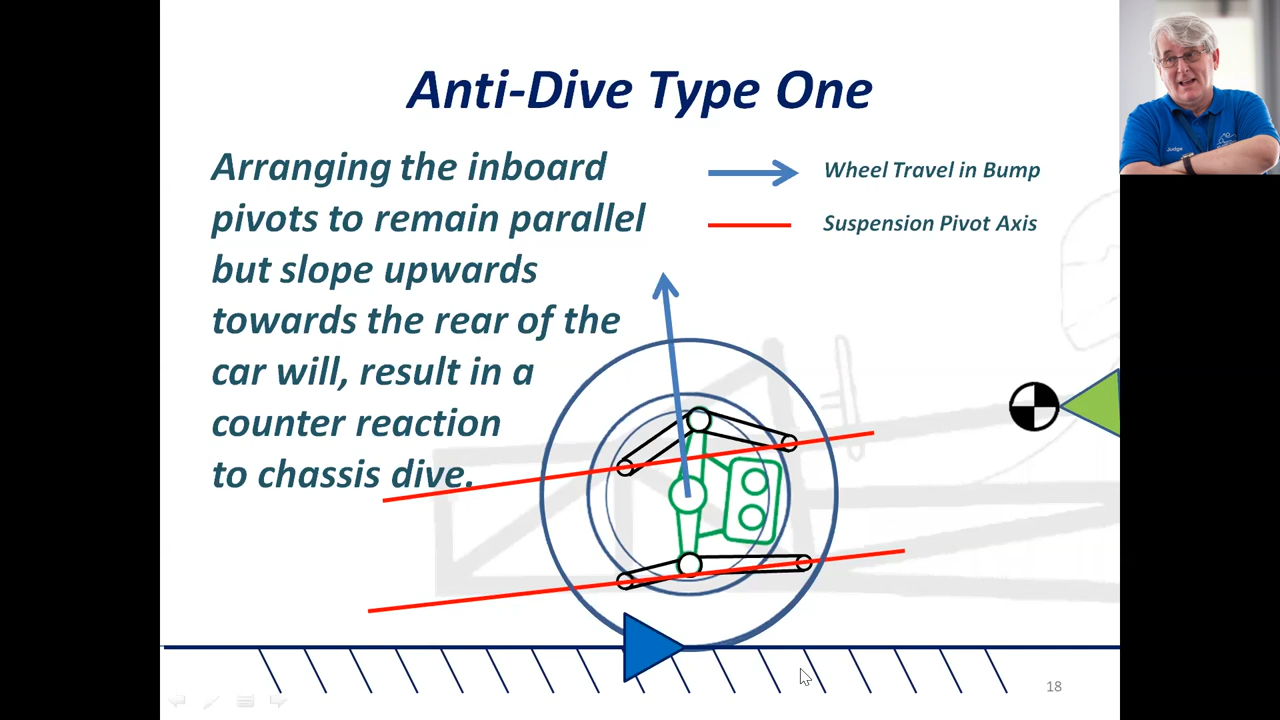 Anti-Dive Type One
Arranging the inboard
pivots to remain parallel
but slope upwards
towards the rear of the
car will, result in a
counter reaction
to chassis dive.
Wheel Travel in Bump
Suspension Pivot Axis
Judge
18